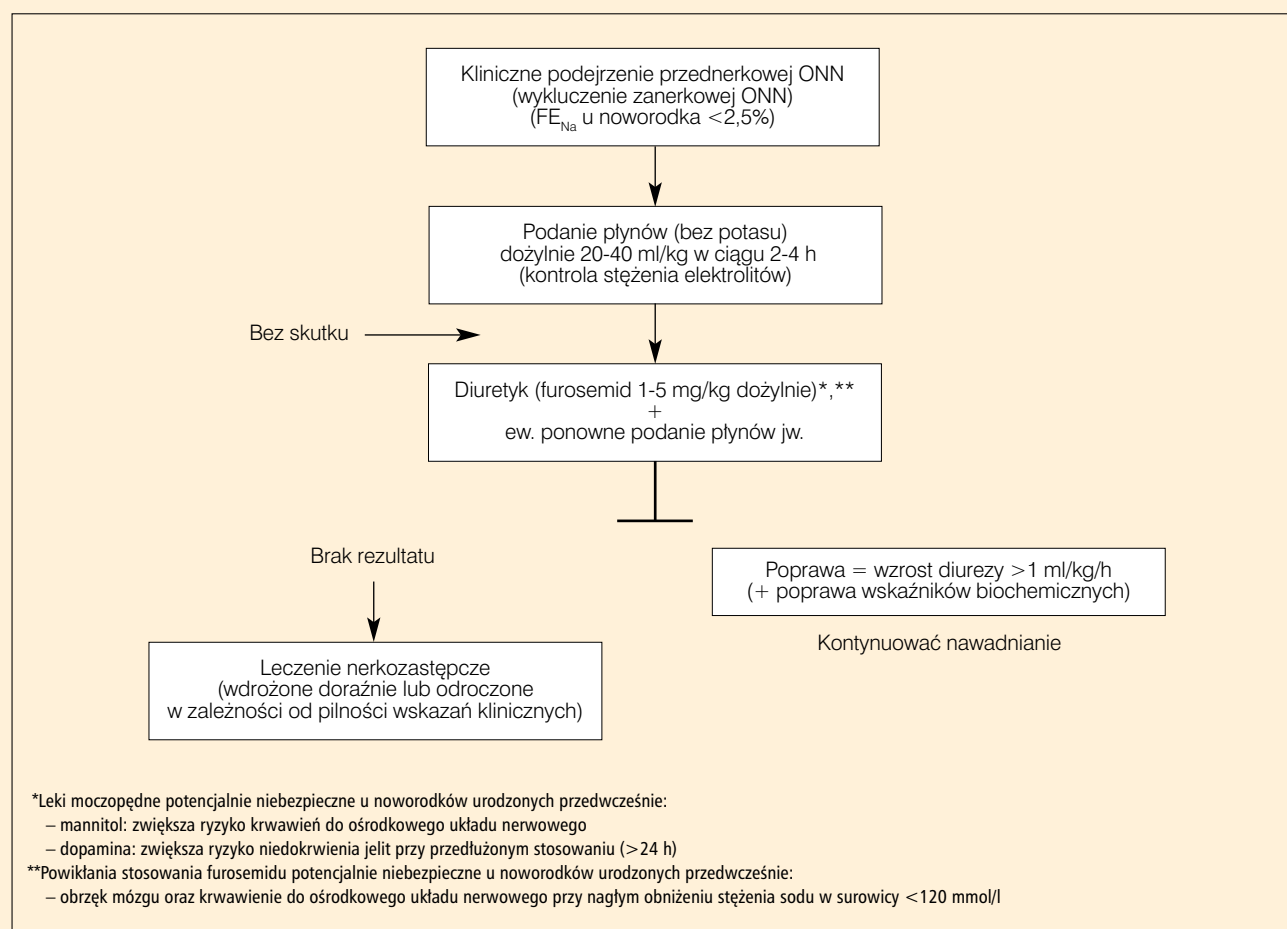 Kliniczne podejrzenie przednerkowej ONN
(wykluczenie zanerkowej ONN)
(FE_Na u noworodka <2,5%)
Podanie płynów (bez potasu)
dożylnie 20-40 ml/kg w ciągu 2-4 h
(kontrola stężenia elektrolitów)
Bez skutku
Diuretyk (furosemid 1-5 mg/kg dożylnie)*,**
+
ew. ponowne podanie płynów jw.
Brak rezultatu
Poprawa = wzrost diurezy >1 ml/kg/h
(+ poprawa wskaźników biochemicznych)
Kontynuować nawadnianie
Leczenie nerkozastępcze
(wdrożone doraźnie lub odroczone
w zależności od pilności wskazań klinicznych)
*Leki moczopędne potencjalnie niebezpieczne u noworodków urodzonych przedwcześnie:
– mannitol: zwiększa ryzyko krwawień do ośrodkowego układu nerwowego
– dopamina: zwiększa ryzyko niedokrwienia jelit przy przedłużonym stosowaniu (>24 h)
**Powikłania stosowania furosemidu potencjalnie niebezpieczne u noworodków urodzonych przedwcześnie:
– obrzęk mózgu oraz krwawienie do ośrodkowego układu nerwowego przy nagłym obniżeniu stężenia sodu w surowicy <120 mmol/l